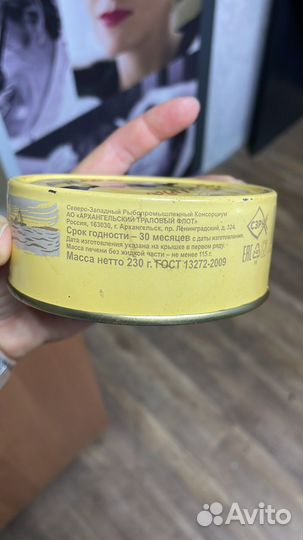 Северо-Западный Рыбопромышленный Консорциум
АО «АРХАНГЕЛЬСКИЙ ТРАЛОВЫЙ ФЛОТ»
Россия, 163030, г. Архангельск, пр. Ленинградский, д. 324.
Срок годности – 30 месяцев с даты изготовления.
Дата изготовления указана на крышке в первом ряду.
Масса печени без жидкой части – не менее 115 г.
Масса нетто 230 г. ГОСТ 13272-2009
EAC
Avito